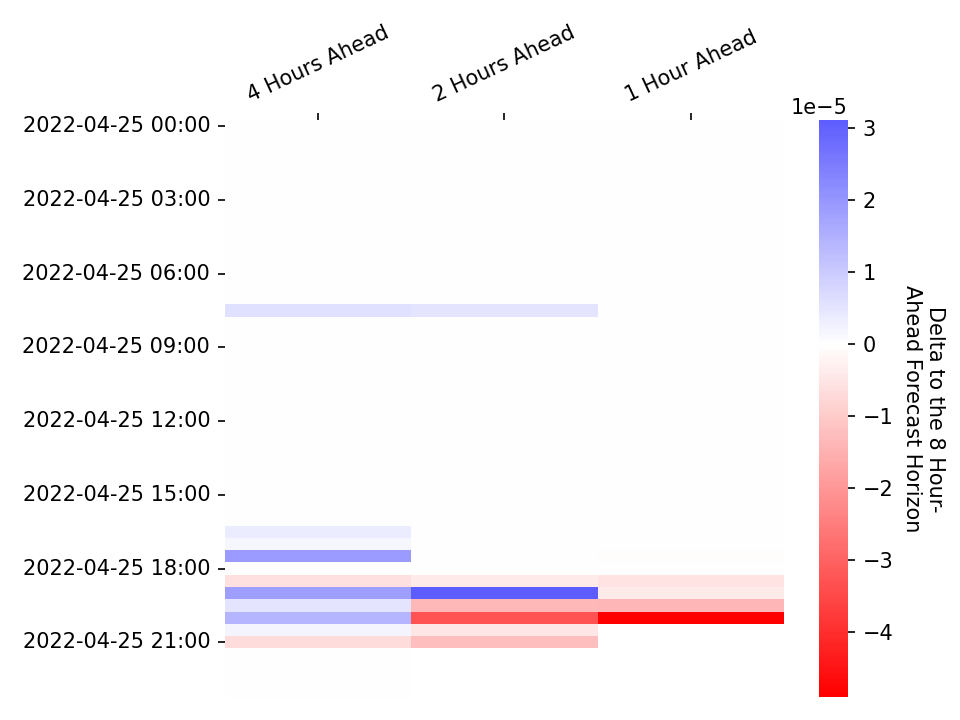 4 Hours Ahead
2 Hours Ahead
1 Hour Ahead
1e−5
2022-04-25 00:00
2022-04-25 03:00
2022-04-25 06:00
2022-04-25 09:00
2022-04-25 12:00
2022-04-25 15:00
2022-04-25 18:00
2022-04-25 21:00
3
2
1
0
−1
−2
−3
−4
Delta to the 8 Hour-
Ahead Forecast Horizon